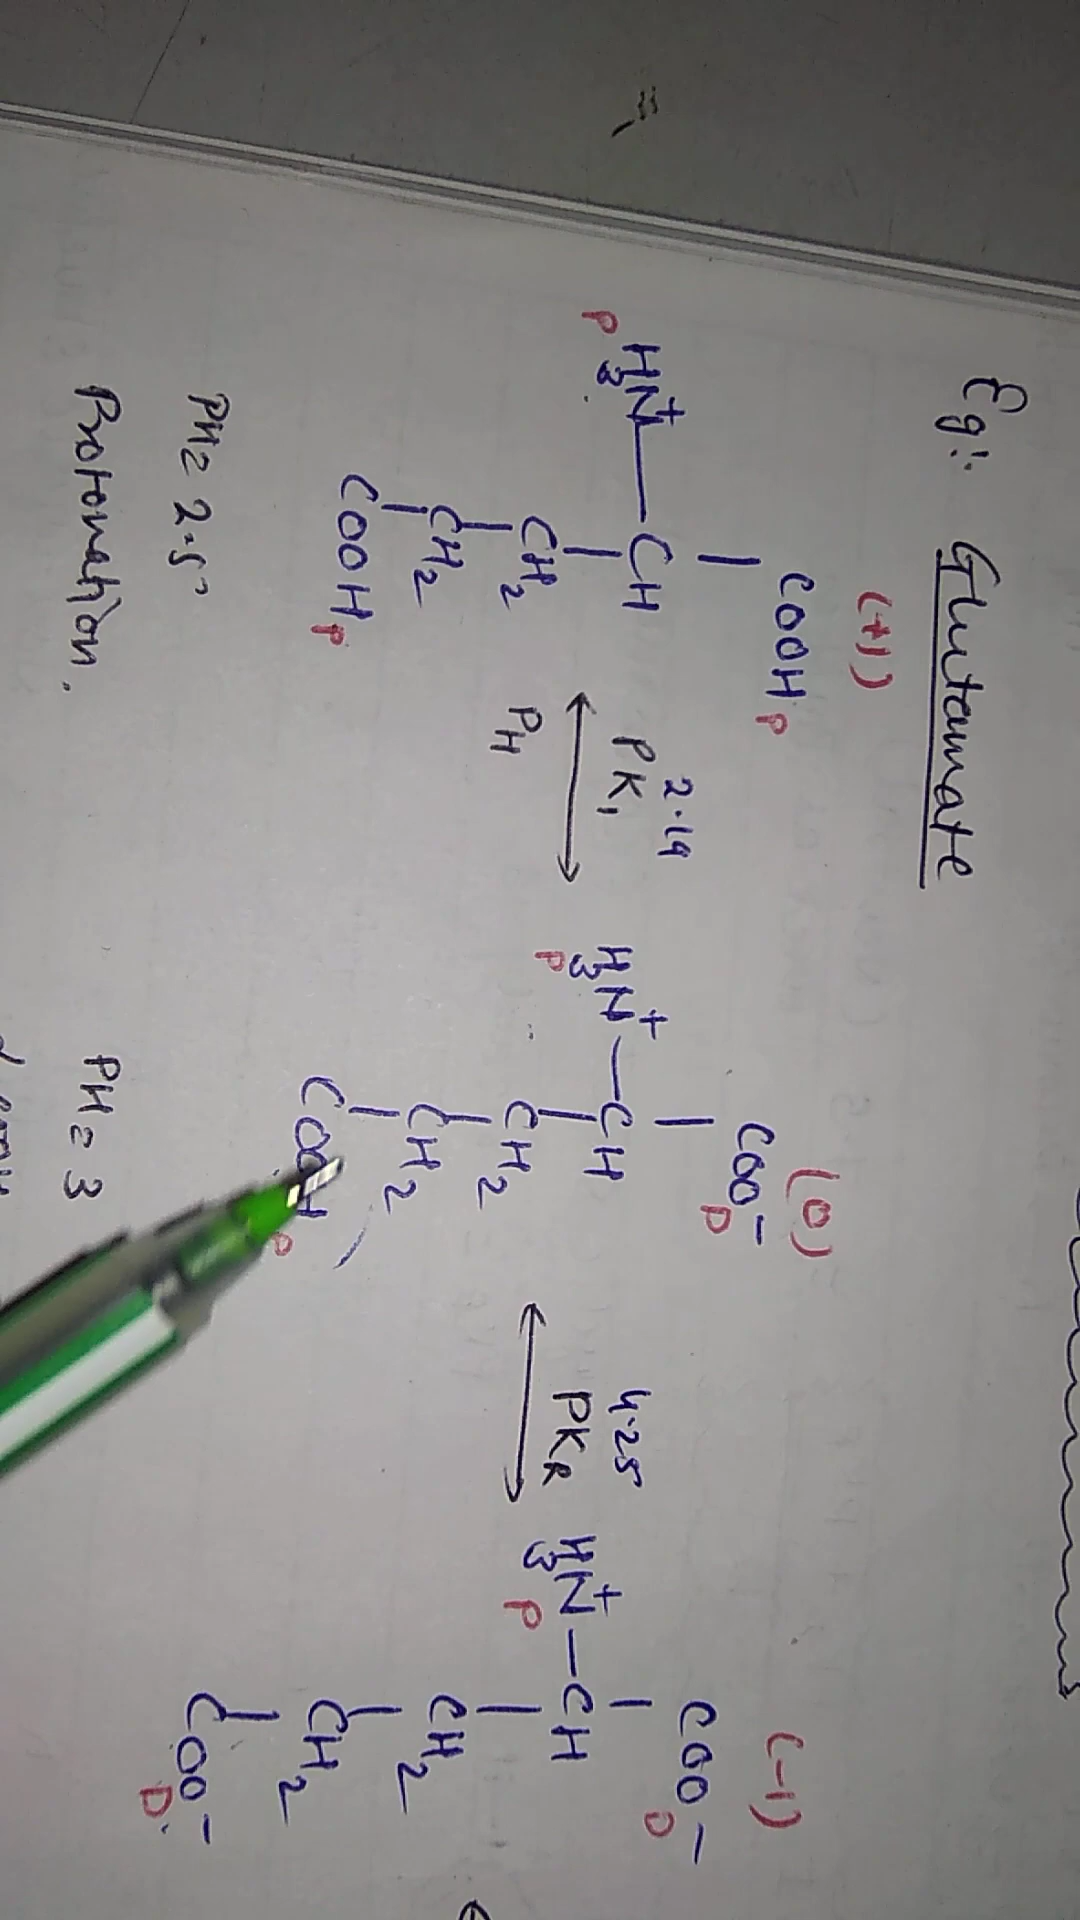 Eg:- Glutamate
(+1)
COOH P
P H3N+ — CH
CH2
CH2
COOH P
2.19
PK1
PH
(0)
COO- D
H3N+ — CH
P
CH2
CH2
COOH P
4.25
PKR
(-1)
COO- D
H3N+ — CH
P
CH2
CH2
COO- D
PH = 2.5
Protonation.
PH = 3